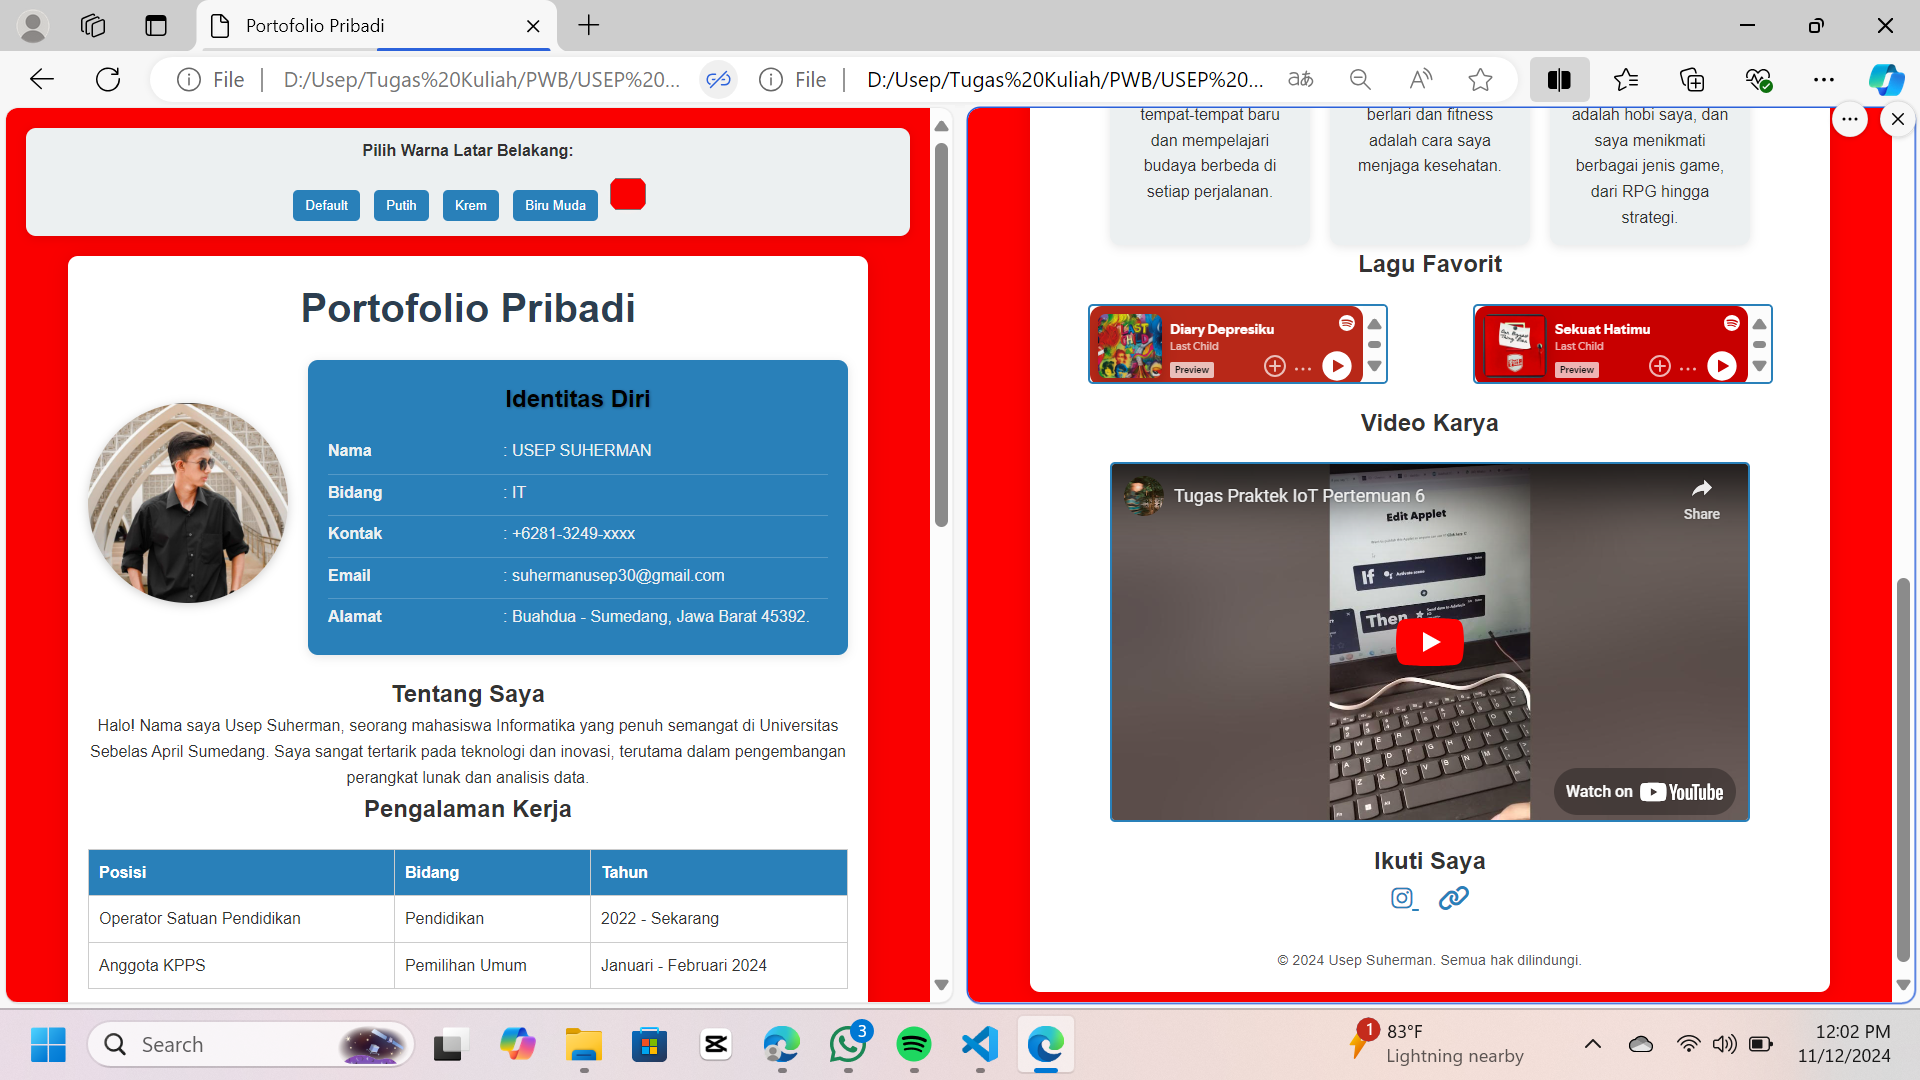 Portofolio Pribadi
File
D:/Usep/Tugas%20Kuliah/PWB/USEP%20...
File
D:/Usep/Tugas%20Kuliah/PWB/USEP%20...
Pilih Warna Latar Belakang:
Default
Putih
Krem
Biru Muda
Portofolio Pribadi
Identitas Diri
Nama : USEP SUHERMAN
Bidang : IT
Kontak : +6281-3249-xxxx
Email : suhermanusep30@gmail.com
Alamat : Buahdua - Sumedang, Jawa Barat 45392.
Tentang Saya
Halo! Nama saya Usep Suherman, seorang mahasiswa Informatika yang penuh semangat di Universitas
Sebelas April Sumedang. Saya sangat tertarik pada teknologi dan inovasi, terutama dalam pengembangan
perangkat lunak dan analisis data.
Pengalaman Kerja
Posisi Bidang Tahun
Operator Satuan Pendidikan Pendidikan 2022 - Sekarang
Anggota KPPS Pemilihan Umum Januari - Februari 2024
tempat-tempat baru
dan mempelajari
budaya berbeda di
setiap perjalanan.
berlari dan fitness
adalah cara saya
menjaga kesehatan.
adalah hobi saya, dan
saya menikmati
berbagai jenis game,
dari RPG hingga
strategi.
Lagu Favorit
Diary Depresiku
Last Child
Preview
Sekuat Hatimu
Last Child
Preview
Video Karya
Tugas Praktek IoT Pertemuan 6
Share
Edit Applet
If
Then
Watch on YouTube
Ikuti Saya
© 2024 Usep Suherman. Semua hak dilindungi.
Search
3
1
83°F
Lightning nearby
12:02 PM
11/12/2024